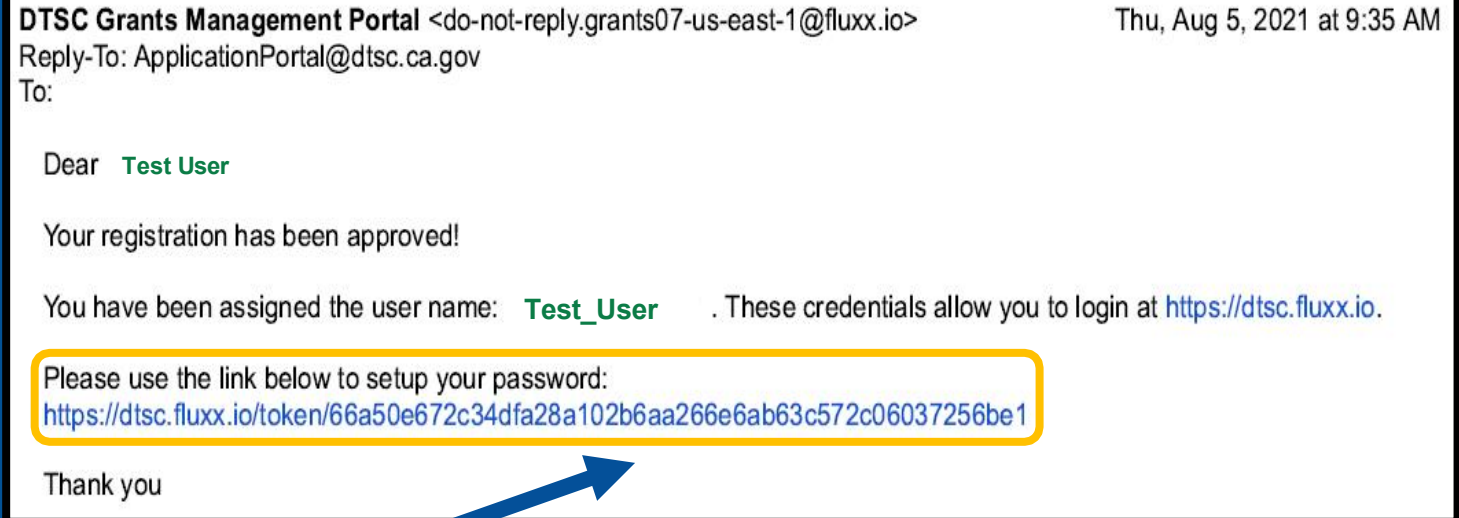 DTSC Grants Management Portal <do-not-reply.grants07-us-east-1@fluxx.io> Thu, Aug 5, 2021 at 9:35 AM
Reply-To: ApplicationPortal@dtsc.ca.gov
To:
Dear Test User
Your registration has been approved!
You have been assigned the user name: Test_User . These credentials allow you to login at https://dtsc.fluxx.io.
Please use the link below to setup your password:
https://dtsc.fluxx.io/token/66a50e672c34dfa28a102b6aa266e6ab63c572c06037256be1
Thank you